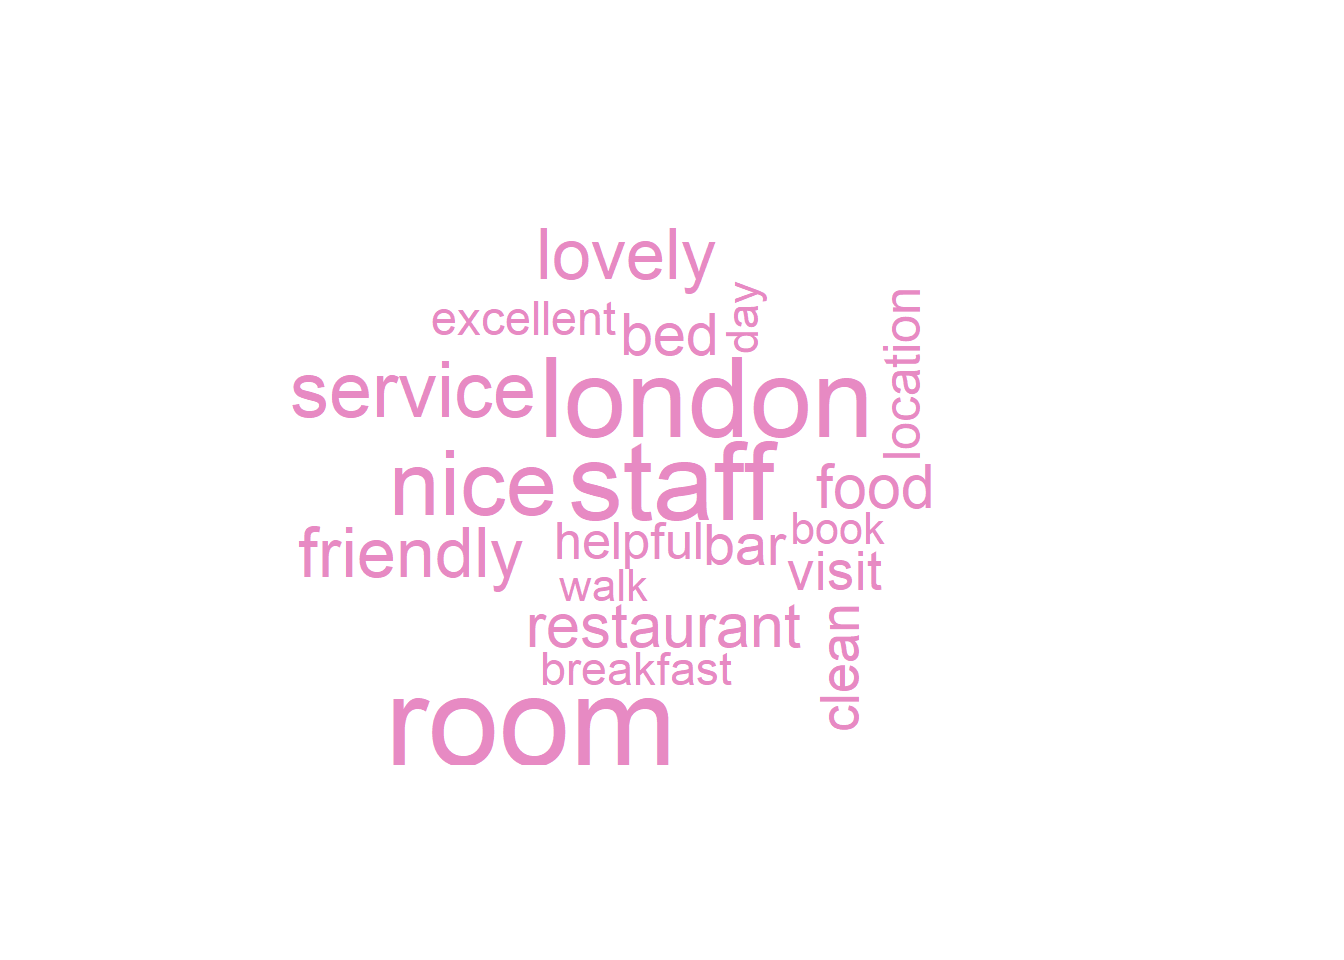 lovely
excellent
bed
day
location
service
london
nice
staff
food
friendly
helpful
bar
book
visit
walk
restaurant
clean
breakfast
room